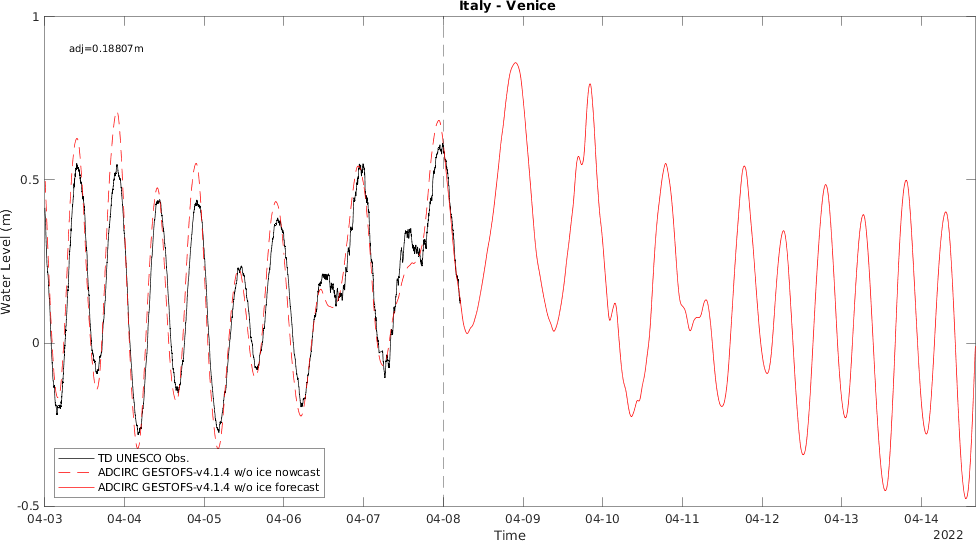 Italy - Venice
adj=0.18807m
Water Level (m)
1
0.5
0
-0.5
TD UNESCO Obs.
ADCIRC GESTOFS-v4.1.4 w/o ice nowcast
ADCIRC GESTOFS-v4.1.4 w/o ice forecast
04-03 04-04 04-05 04-06 04-07 04-08 04-09 04-10 04-11 04-12 04-13 04-14
Time
2022